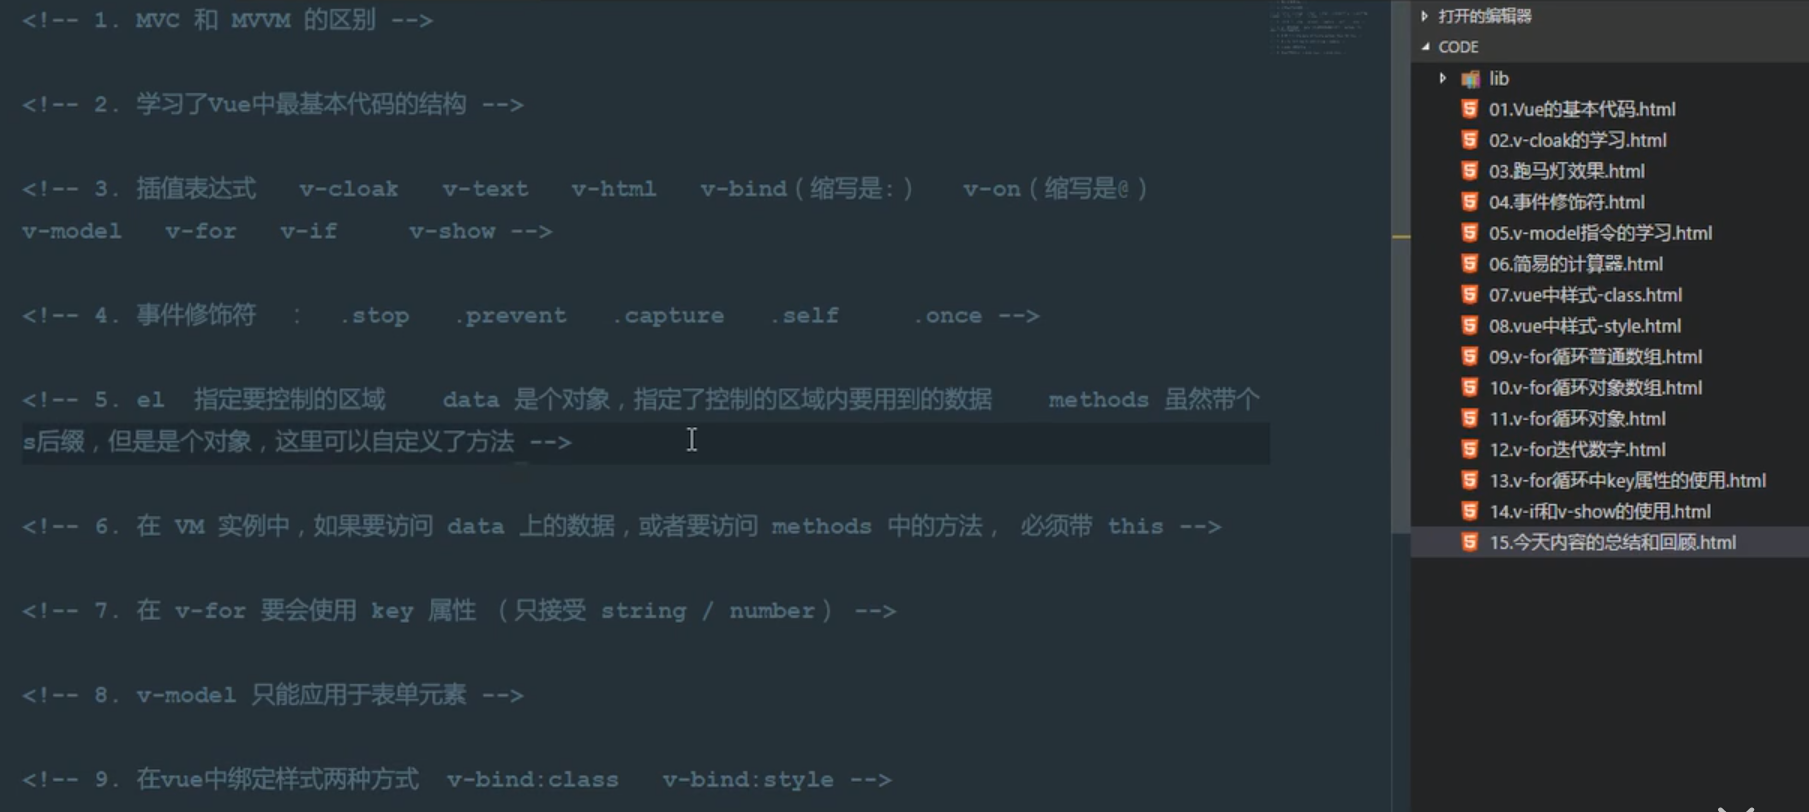 <!-- 1. MVC 和 MVVM 的区别 -->
<!-- 2. 学习了Vue中最基本代码的结构 -->
<!-- 3. 插值表达式 v-cloak v-text v-html v-bind（缩写是:） v-on（缩写是@）
v-model v-for v-if v-show -->
<!-- 4. 事件修饰符 ： .stop .prevent .capture .self .once -->
<!-- 5. el 指定要控制的区域 data 是个对象，指定了控制的区域内要用到的数据 methods 虽然带个
s后缀，但是是个对象，这里可以自定义了方法 -->
<!-- 6. 在 VM 实例中，如果要访问 data 上的数据，或者要访问 methods 中的方法， 必须带 this -->
<!-- 7. 在 v-for 要会使用 key 属性 （只接受 string / number） -->
<!-- 8. v-model 只能应用于表单元素 -->
<!-- 9. 在vue中绑定样式两种方式 v-bind:class v-bind:style -->
打开的编辑器
CODE
lib
01.Vue的基本代码.html
02.v-cloak的学习.html
03.跑马灯效果.html
04.事件修饰符.html
05.v-model指令的学习.html
06.简易的计算器.html
07.vue中样式-class.html
08.vue中样式-style.html
09.v-for循环普通数组.html
10.v-for循环对象数组.html
11.v-for循环对象.html
12.v-for迭代数字.html
13.v-for循环中key属性的使用.html
14.v-if和v-show的使用.html
15.今天内容的总结和回顾.html